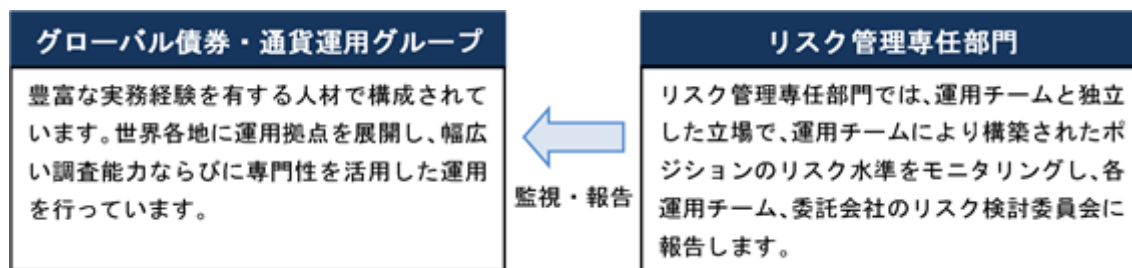 グローバル債券・通貨運用グループ
豊富な実務経験を有する人材で構成されて
います。世界各地に運用拠点を展開し、幅広
い調査能力ならびに専門性を活用した運用
を行っています。
監視・報告
リスク管理専任部門
リスク管理専任部門では、運用チームと独立
した立場で、運用チームにより構築されたポ
ジションのリスク水準をモニタリングし、各
運用チーム、委託会社のリスク検討委員会に
報告します。